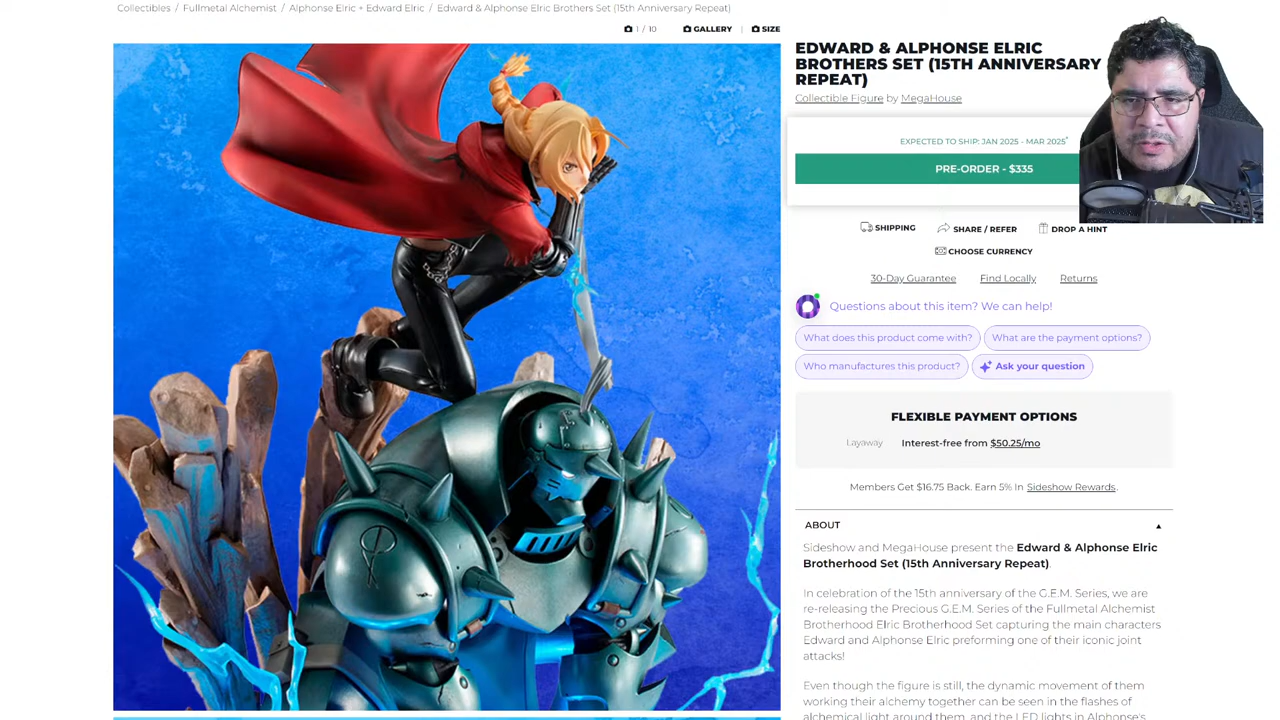 Collectibles / Fullmetal Alchemist / Alphonse Elric + Edward Elric / Edward & Alphonse Elric Brothers Set (15th Anniversary Repeat)
1 / 10 GALLERY | SIZE
EDWARD & ALPHONSE ELRIC
BROTHERS SET (15TH ANNIVERSARY
REPEAT)
Collectible Figure by MegaHouse
EXPECTED TO SHIP: JAN 2025 - MAR 2025*
PRE-ORDER - $335
SHIPPING SHARE / REFER DROP A HINT
CHOOSE CURRENCY
30-Day Guarantee Find Locally Returns
Questions about this item? We can help!
What does this product come with? What are the payment options?
Who manufactures this product? Ask your question
FLEXIBLE PAYMENT OPTIONS
Layaway Interest-free from $50.25/mo
Members Get $16.75 Back. Earn 5% In Sideshow Rewards.
ABOUT
Sideshow and MegaHouse present the Edward & Alphonse Elric
Brotherhood Set (15th Anniversary Repeat).
In celebration of the 15th anniversary of the G.E.M. Series, we are
re-releasing the Precious G.E.M. Series of the Fullmetal Alchemist
Brotherhood Elric Brotherhood Set capturing the main characters
Edward and Alphonse Elric preforming one of their iconic joint
attacks!
Even though the figure is still, the dynamic movement of them
working their alchemy together can be seen in the flashes of
alchemical light around them, and the LED lights in Alphonse's